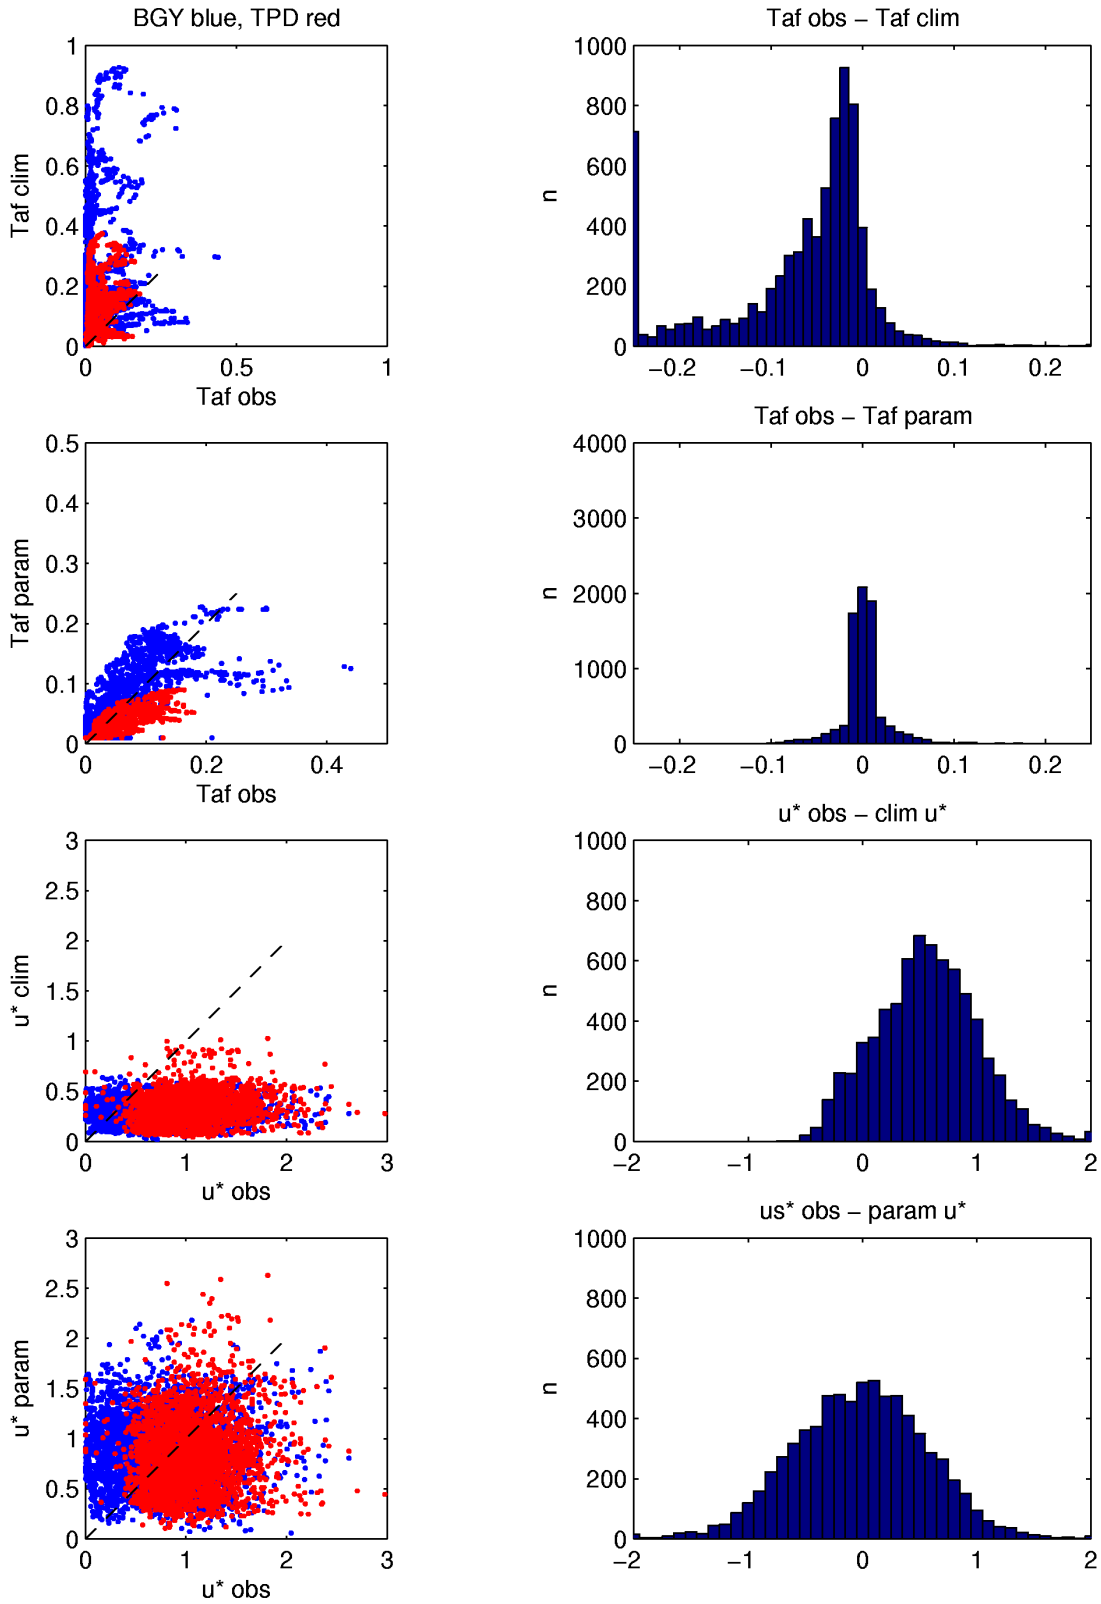 BGY blue, TPD red
1
0.8
0.6
0.4
0.2
0
Taf clim
0 0.5 1
Taf obs
Taf obs − Taf clim
1000
800
600
400
200
0
n
−0.2 −0.1 0 0.1 0.2
0.5
0.4
0.3
0.2
0.1
0
Taf param
0 0.2 0.4
Taf obs
Taf obs − Taf param
4000
3000
2000
1000
0
n
−0.2 −0.1 0 0.1 0.2
3
2.5
2
1.5
1
0.5
0
u* clim
0 1 2 3
u* obs
u* obs − clim u*
1000
800
600
400
200
0
n
−2 −1 0 1 2
3
2.5
2
1.5
1
0.5
0
u* param
0 1 2 3
u* obs
us* obs − param u*
1000
800
600
400
200
0
n
−2 −1 0 1 2